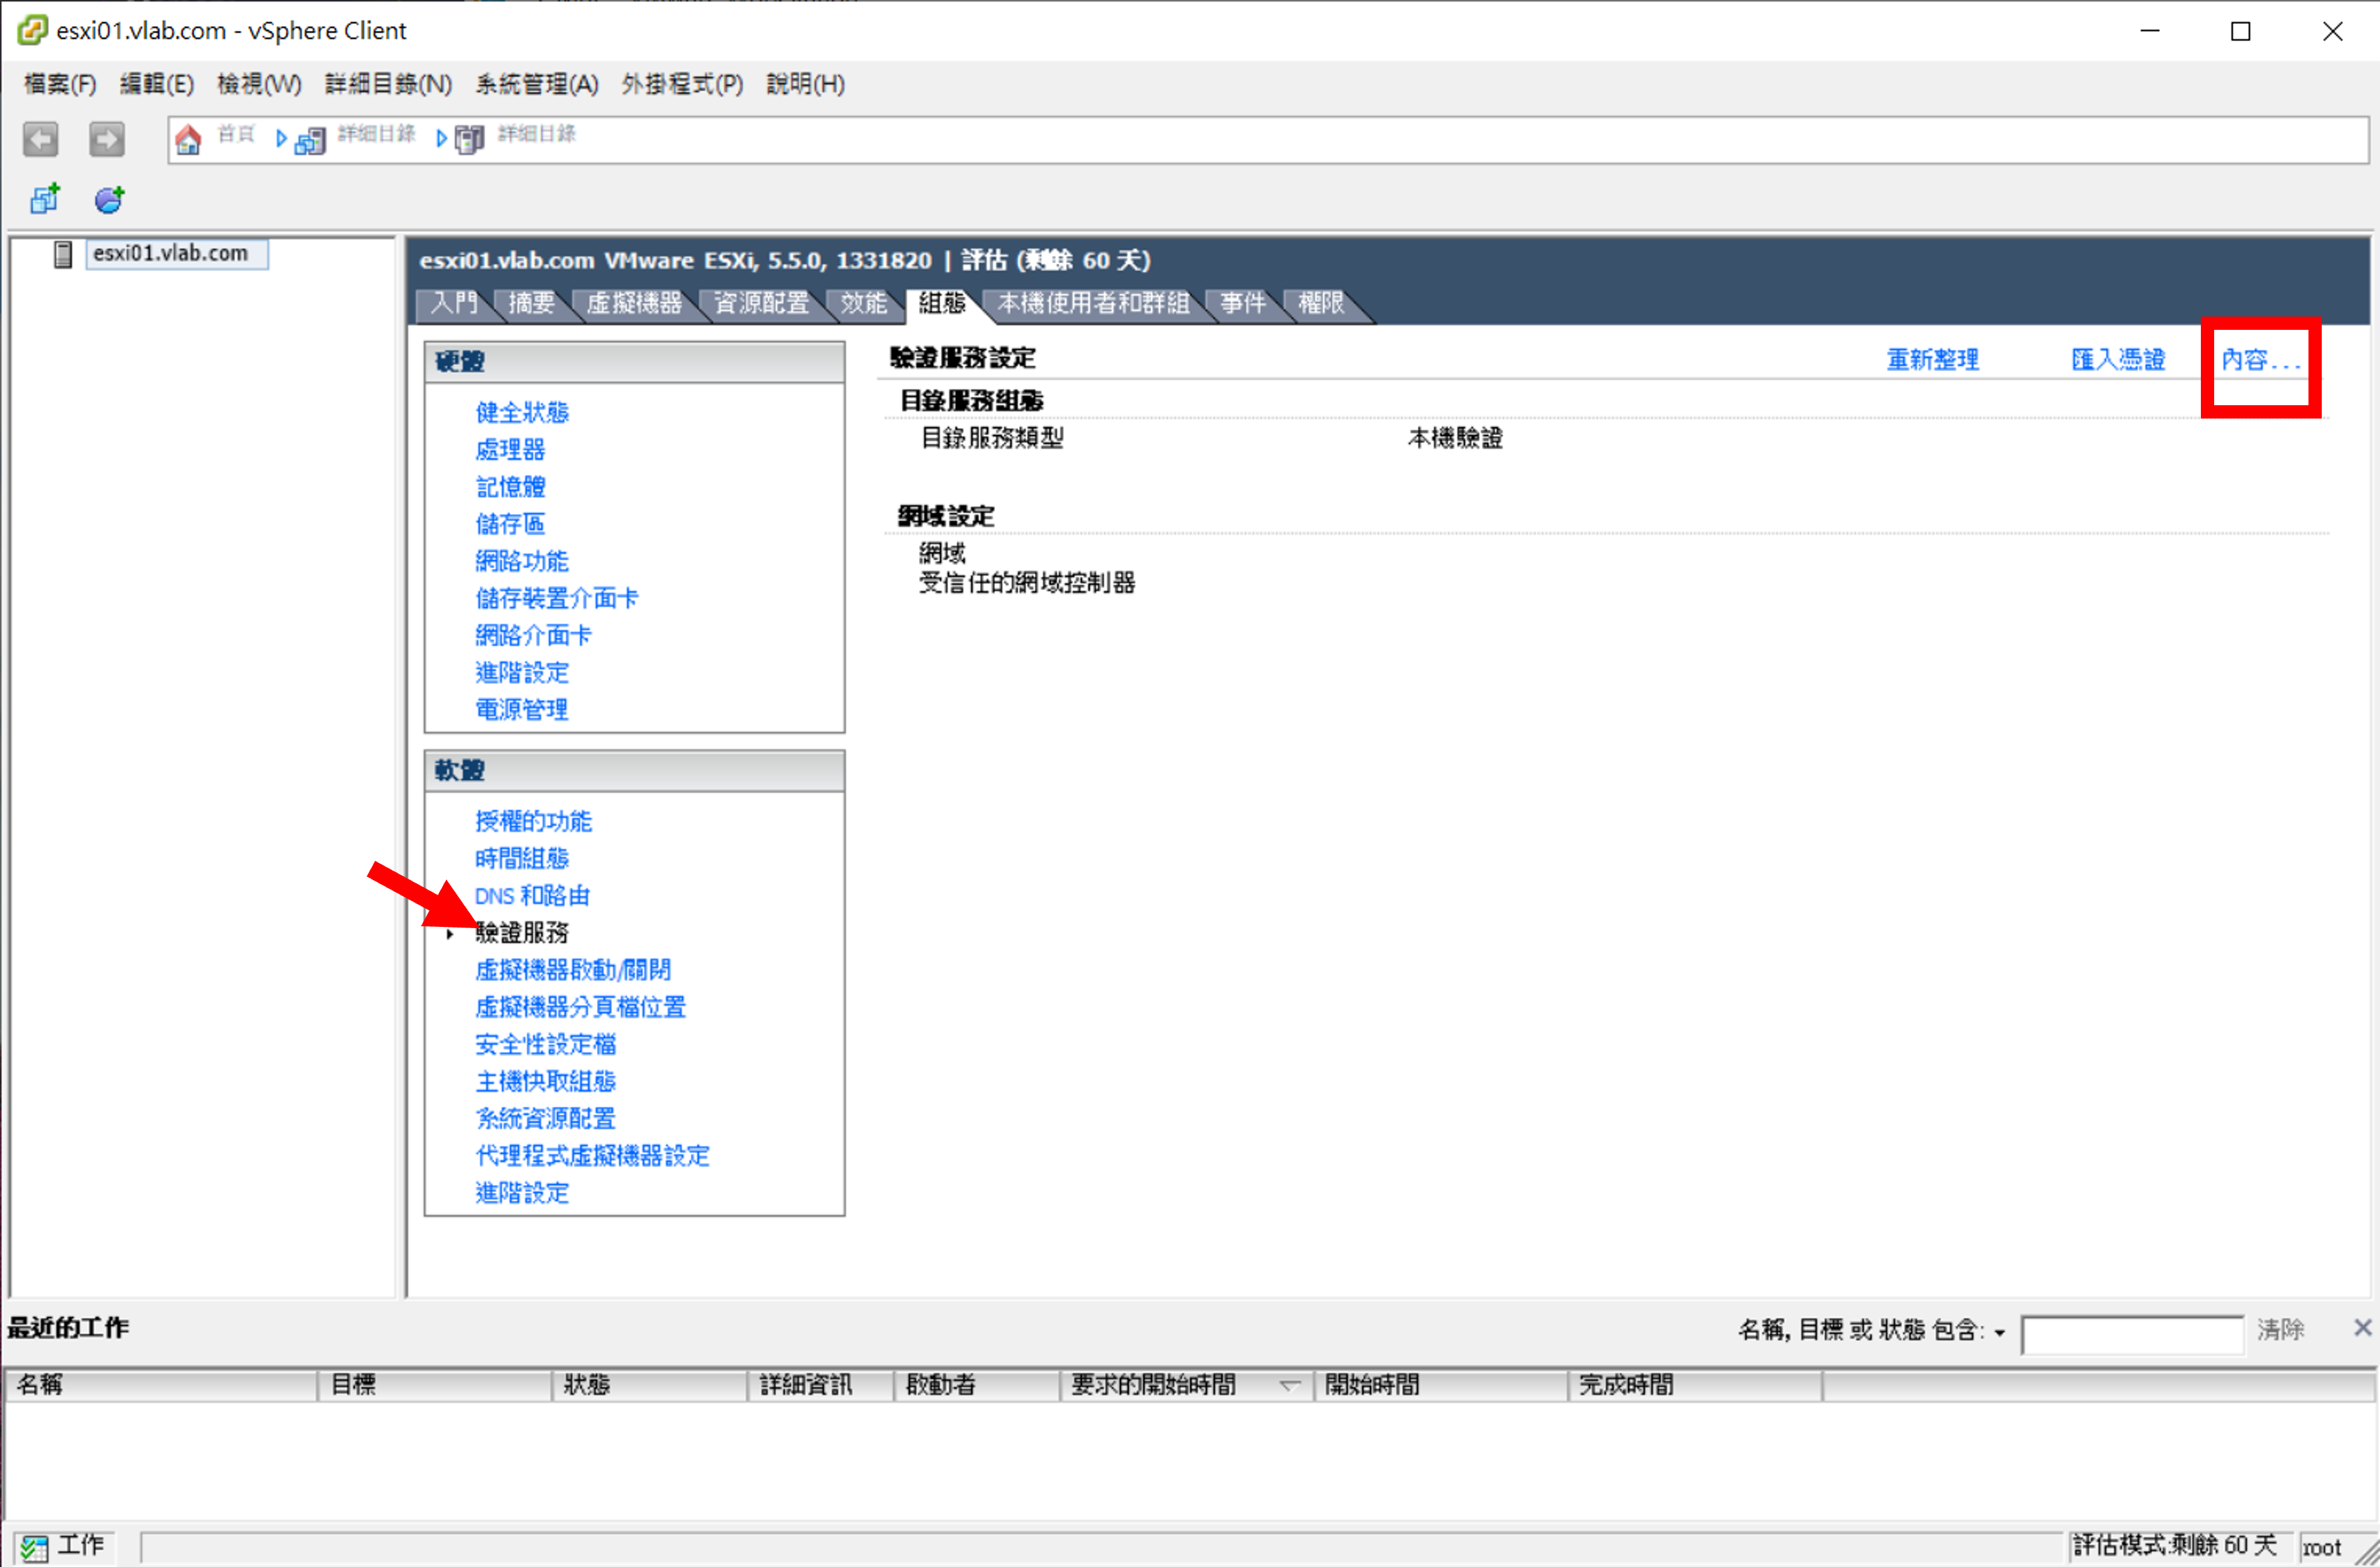 esxi01.vlab.com - vSphere Client
檔案(F) 編輯(E) 檢視(W) 詳細目錄(N) 系統管理(A) 外掛程式(P) 說明(H)
首頁 詳細目錄 詳細目錄
esxi01.vlab.com
esxi01.vlab.com VMware ESXi, 5.5.0, 1331820 | 評估 (剩餘 60 天)
入門 摘要 虛擬機器 資源配置 效能 組態 本機使用者和群組 事件 權限
硬體
健全狀態
處理器
記憶體
儲存區
網路功能
儲存裝置介面卡
網路介面卡
進階設定
電源管理
軟體
授權的功能
時間組態
DNS 和路由
驗證服務
虛擬機器啟動/關閉
虛擬機器分頁檔位置
安全性設定檔
主機快取組態
系統資源配置
代理程式虛擬機器設定
進階設定
驗證服務設定 重新整理 匯入憑證 內容...
目錄服務組態
目錄服務類型 本機驗證
網域設定
網域
受信任的網域控制器
最近的工作 名稱, 目標 或 狀態 包含: 清除
名稱 目標 狀態 詳細資訊 啟動者 要求的開始時間 開始時間 完成時間
工作 評估模式:剩餘 60 天 root